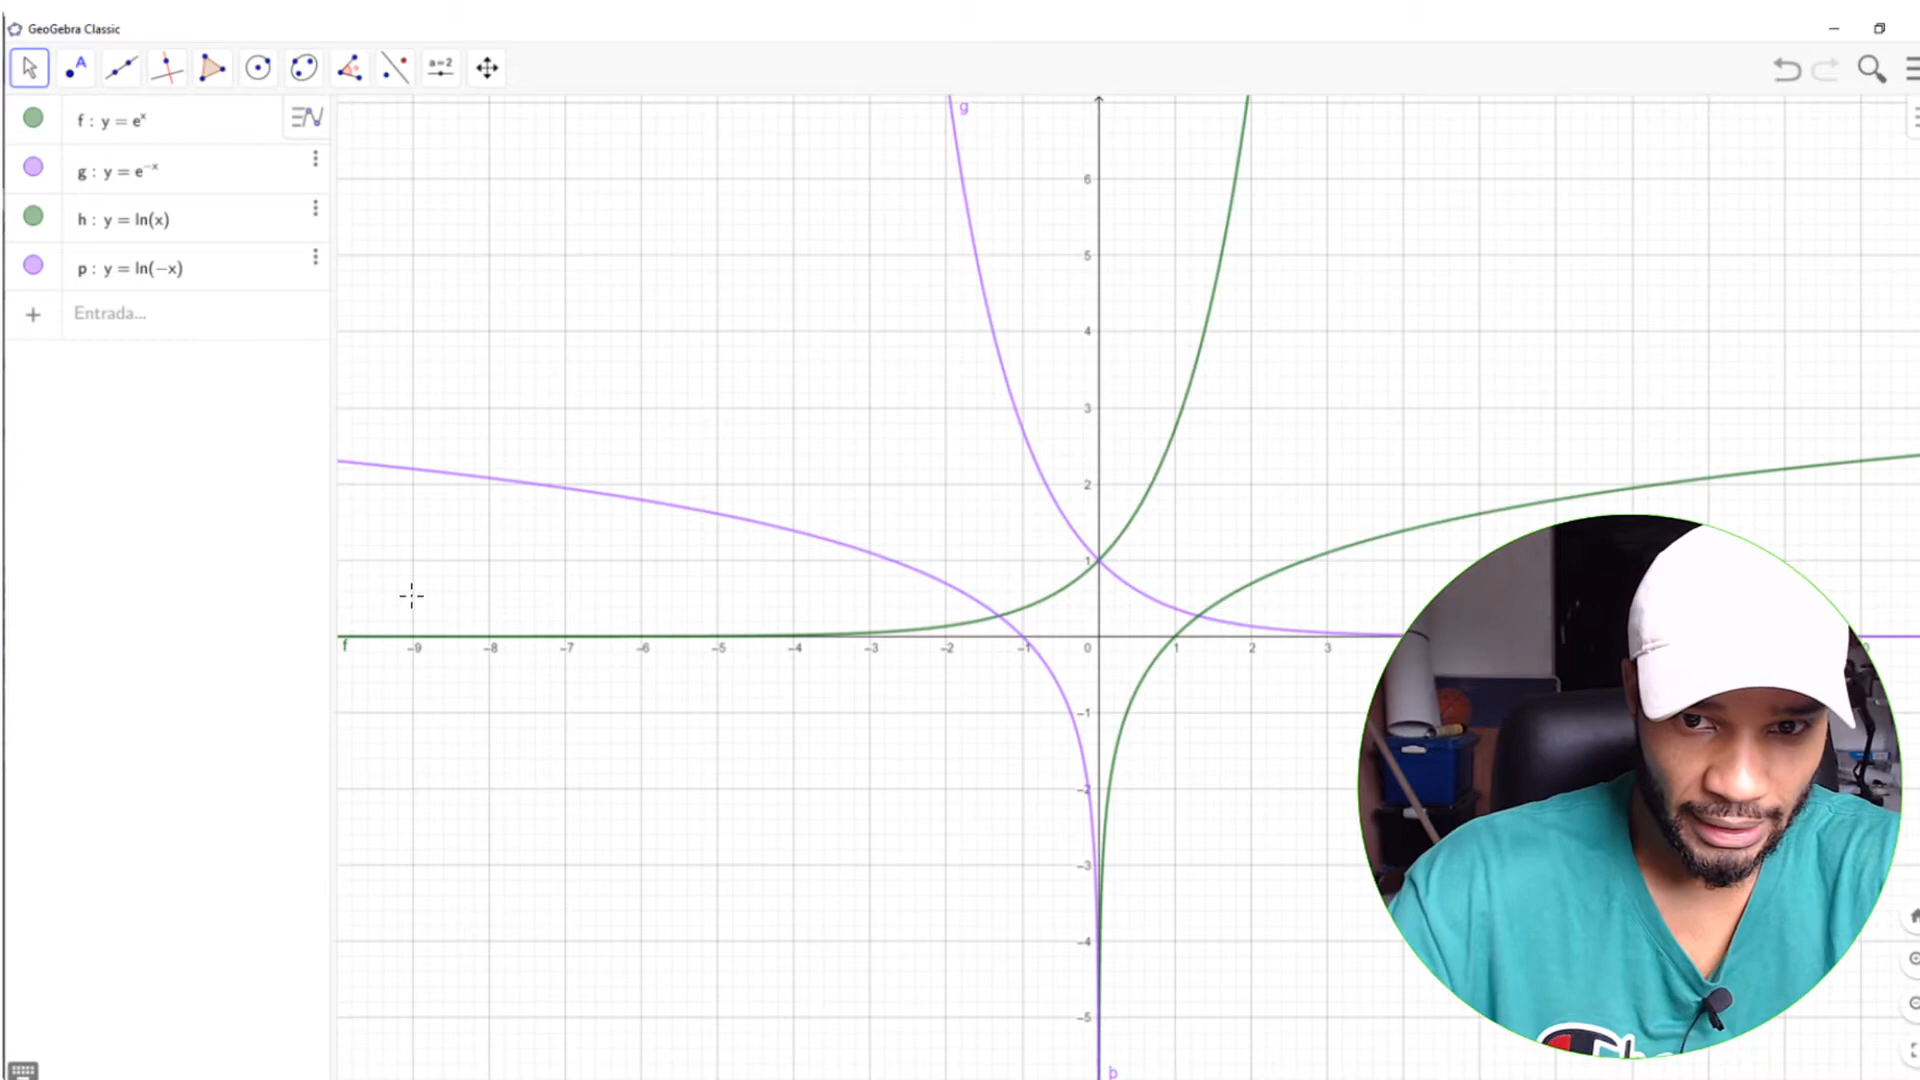 GeoGebra Classic
A
a=2
f : y = eˣ
g : y = e⁻ˣ
h : y = ln(x)
p : y = ln(−x)
+ Entrada...
g
6
5
4
3
2
1
f
−9 −8 −7 −6 −5 −4 −3 −2 −1 0 1 2 3
−1
−2
−3
−4
−5
p